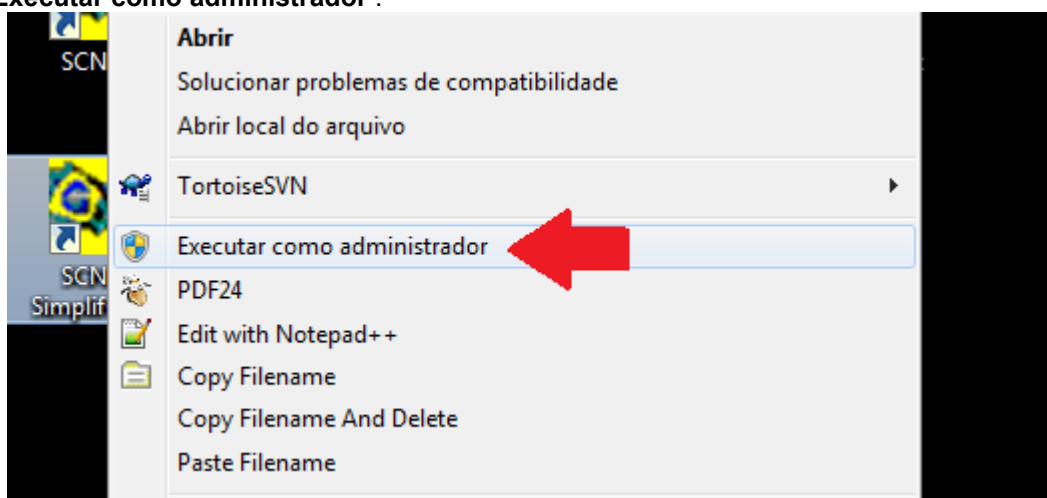 Executar como administrador .
SCN
Abrir
Solucionar problemas de compatibilidade
Abrir local do arquivo
TortoiseSVN
Executar como administrador
SCN
Simplif
PDF24
Edit with Notepad++
Copy Filename
Copy Filename And Delete
Paste Filename